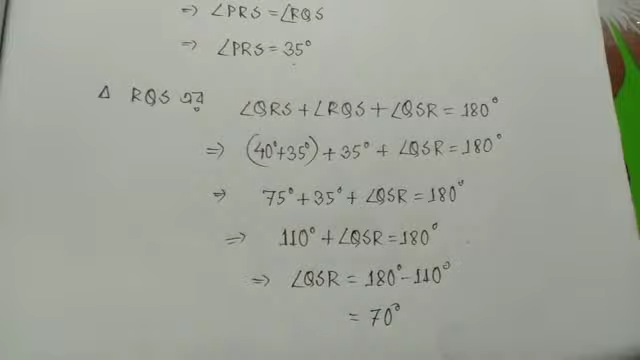 ⇒ ∠PRS = ∠RQS
⇒ ∠PRS = 35°
Δ RQS এর ∠QRS + ∠RQS + ∠QSR = 180°
⇒ (40°+35°) + 35° + ∠QSR = 180°
⇒ 75° + 35° + ∠QSR = 180°
⇒ 110° + ∠QSR = 180°
⇒ ∠QSR = 180° - 110°
= 70°